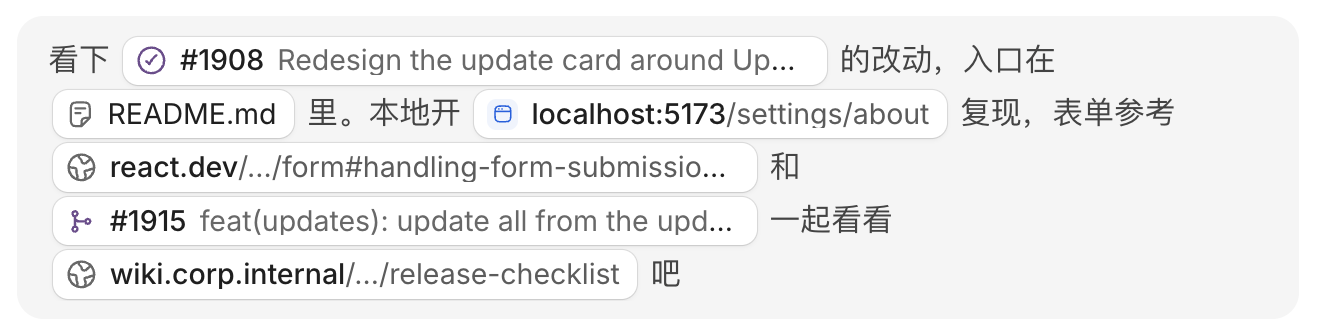 看下 #1908 Redesign the update card around Up... 的改动，入口在
README.md 里。本地开 localhost:5173/settings/about 复现，表单参考
react.dev/.../form#handling-form-submissio... 和
#1915 feat(updates): update all from the upd... 一起看看
wiki.corp.internal/.../release-checklist 吧